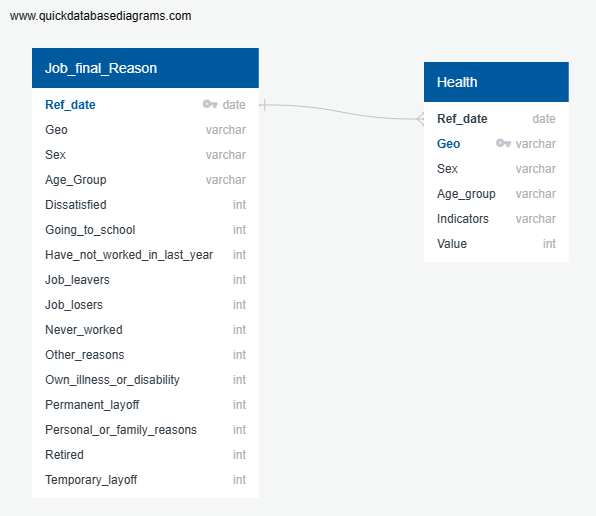 www.quickdatabasediagrams.com
Job_final_Reason
Ref_date date
Geo varchar
Sex varchar
Age_Group varchar
Dissatisfied int
Going_to_school int
Have_not_worked_in_last_year int
Job_leavers int
Job_losers int
Never_worked int
Other_reasons int
Own_illness_or_disability int
Permanent_layoff int
Personal_or_family_reasons int
Retired int
Temporary_layoff int
Health
Ref_date date
Geo varchar
Sex varchar
Age_group varchar
Indicators varchar
Value int